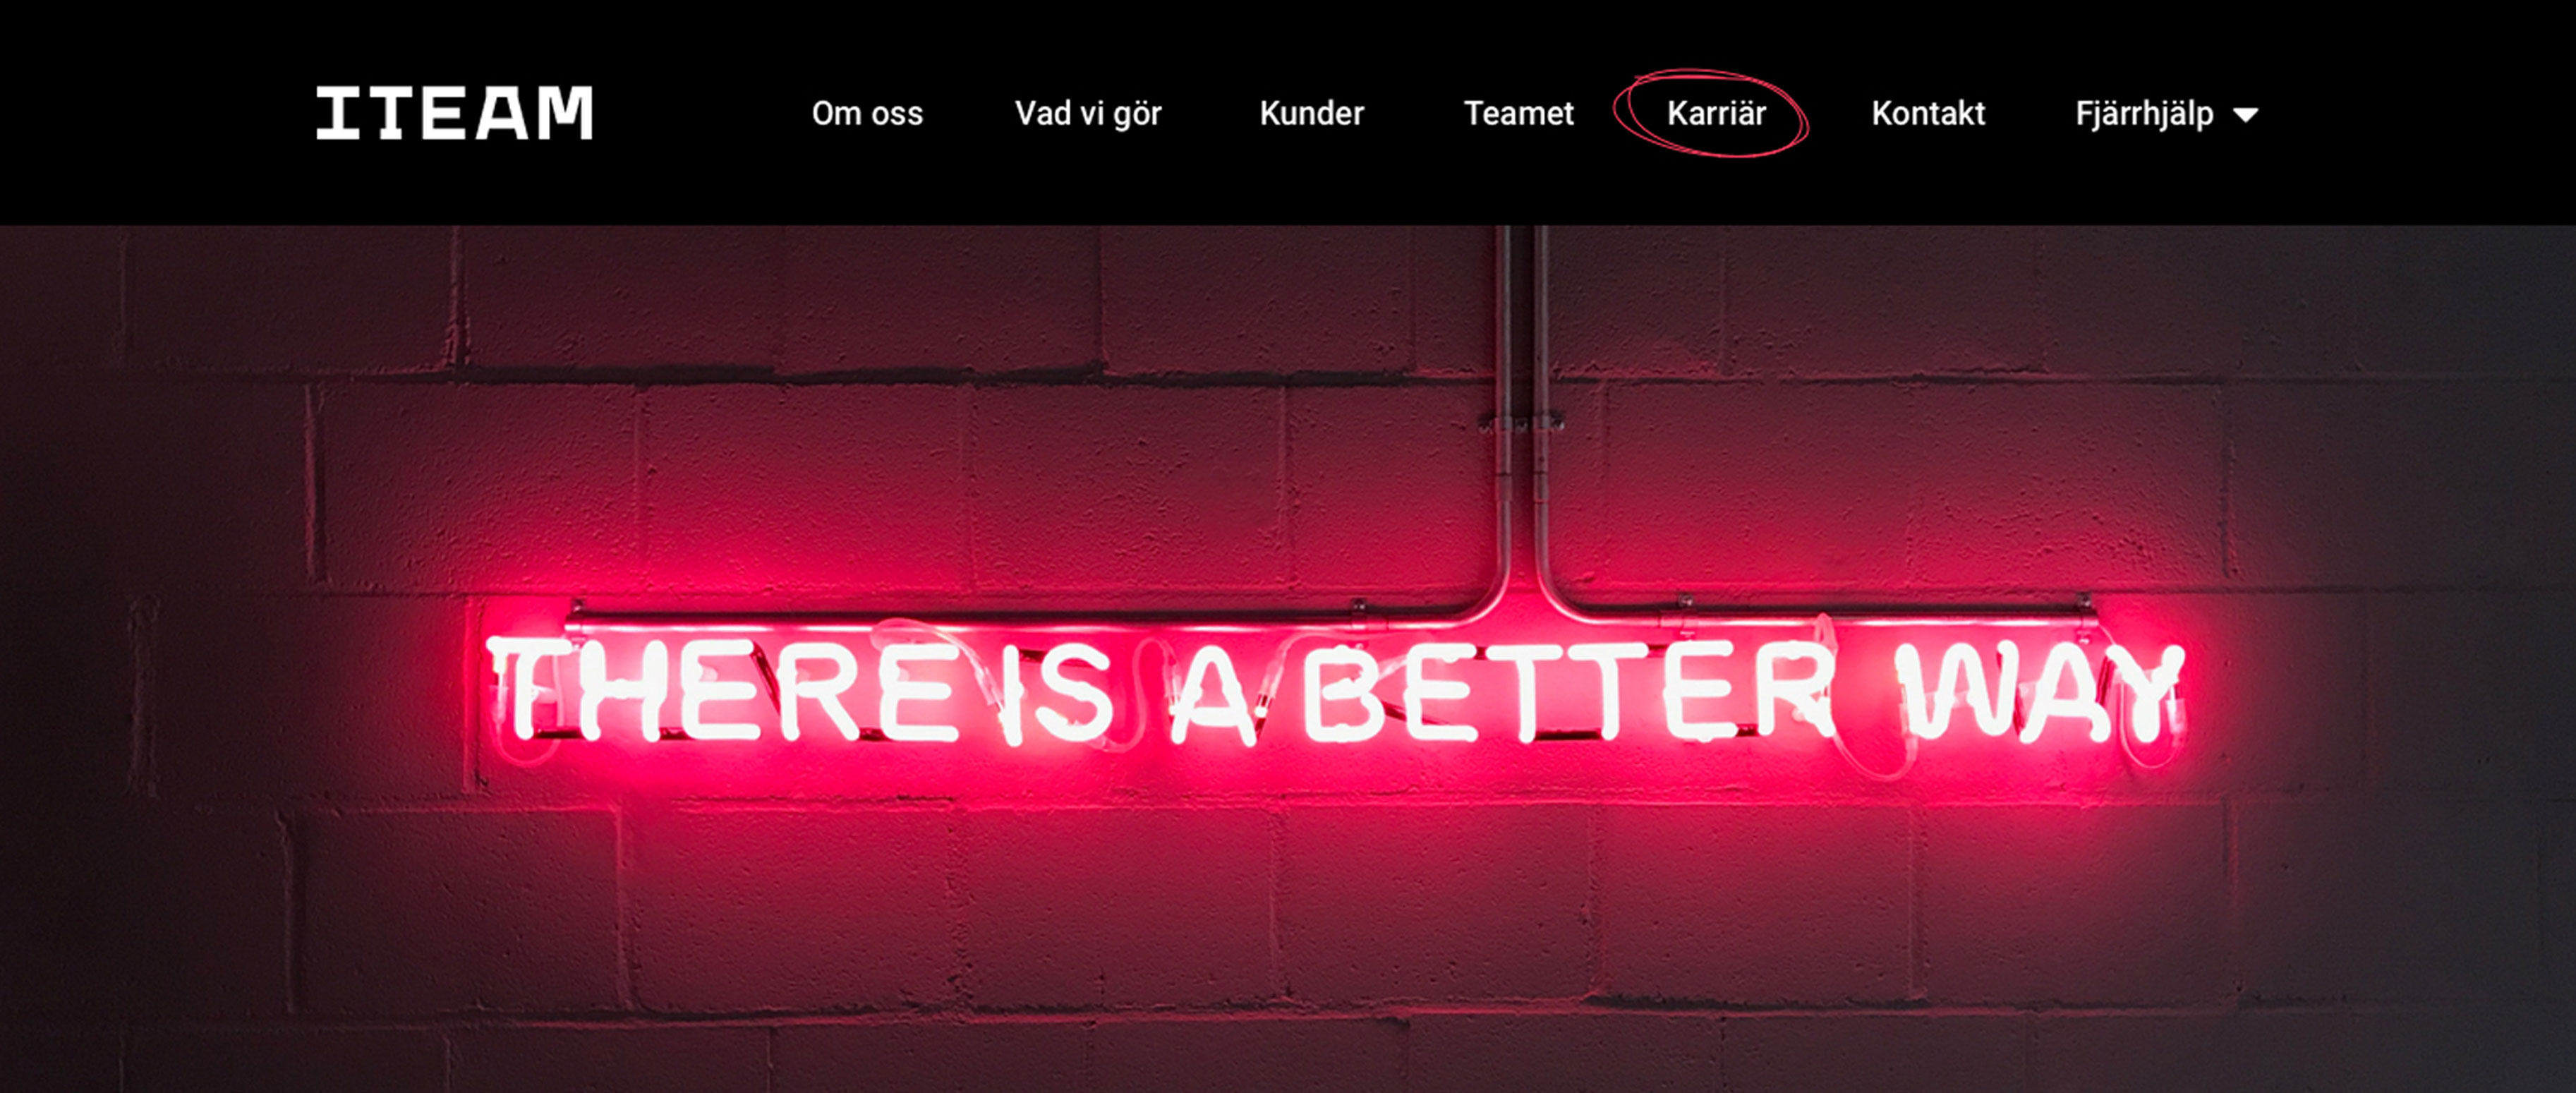 ITEAM Om oss Vad vi gör Kunder Teamet Karriär Kontakt Fjärrhjälp
THERE IS A BETTER WAY